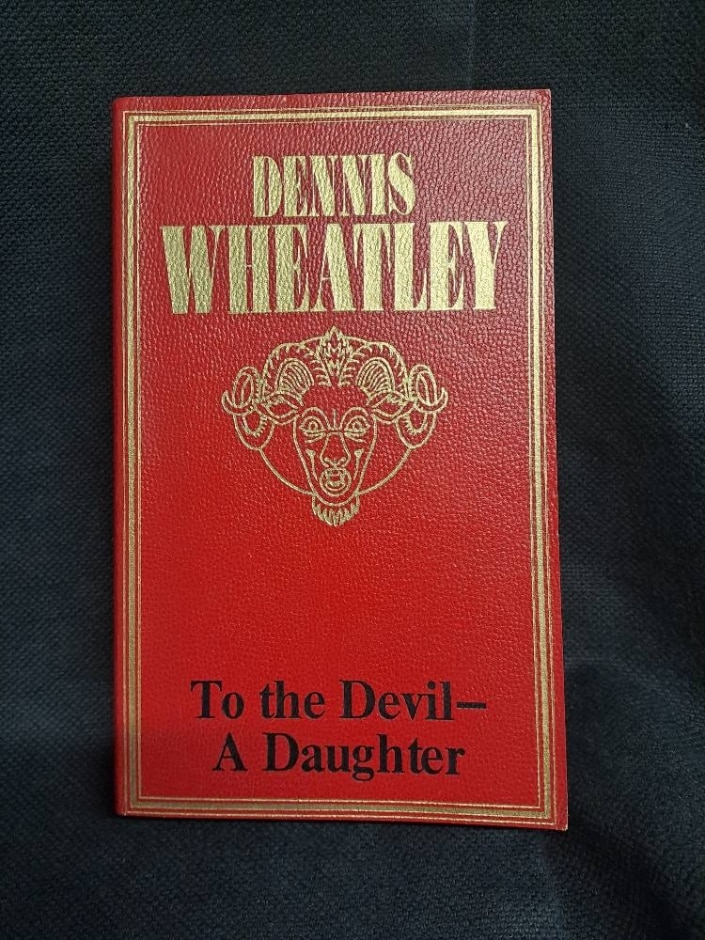 DENNIS
WHEATLEY
To the Devil–
A Daughter